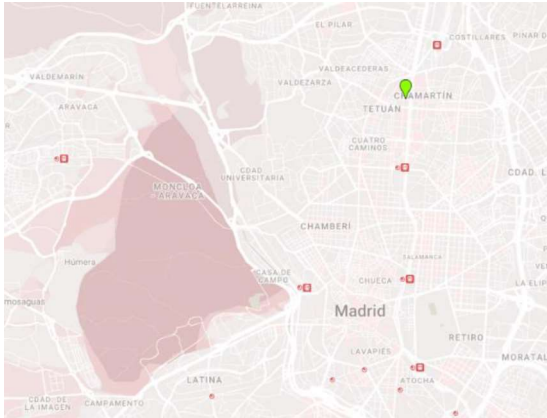 FUENTELARREINA
EL PILAR
COSTILLARES
PINAR D
VALDEACEDERAS
VALDEMARÍN
VALDEZARZA
CHAMARTÍN
ARAVACA
TETUÁN
R
CUATRO
CAMINOS
CDAD
UNIVERSITARIA
CDAD. L
MONCLOA
- ARAVACA
CHAMBERÍ
SALAMANCA
Húmera
CASA DE
CAMPO
CHUECA
LA ELIP
mosaguas
Madrid
RETIRO
LAVAPIÉS
MORATAL
LATINA
ATOCHA
CDAD. DE
LA IMAGEN
CAMPAMENTO